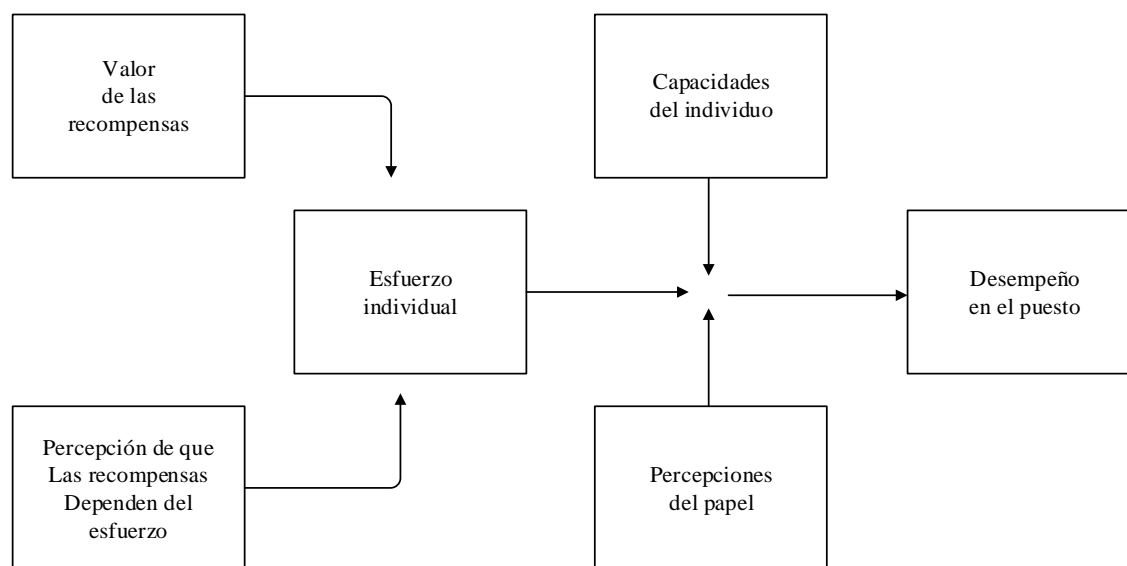 Valor
de las
recompensas
Capacidades
del individuo
Esfuerzo
individual
Desempeño
en el puesto
Percepción de que
Las recompensas
Dependen del
esfuerzo
Percepciones
del papel